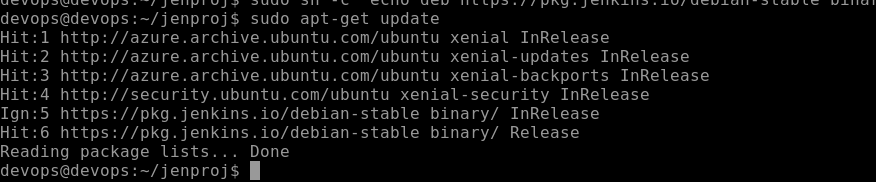 devops@devops:~/jenproj$ sudo sh -c echo deb https://pkg.jenkins.io/debian-stable binar
devops@devops:~/jenproj$ sudo apt-get update
Hit:1 http://azure.archive.ubuntu.com/ubuntu xenial InRelease
Hit:2 http://azure.archive.ubuntu.com/ubuntu xenial-updates InRelease
Hit:3 http://azure.archive.ubuntu.com/ubuntu xenial-backports InRelease
Hit:4 http://security.ubuntu.com/ubuntu xenial-security InRelease
Ign:5 https://pkg.jenkins.io/debian-stable binary/ InRelease
Hit:6 https://pkg.jenkins.io/debian-stable binary/ Release
Reading package lists... Done
devops@devops:~/jenproj$